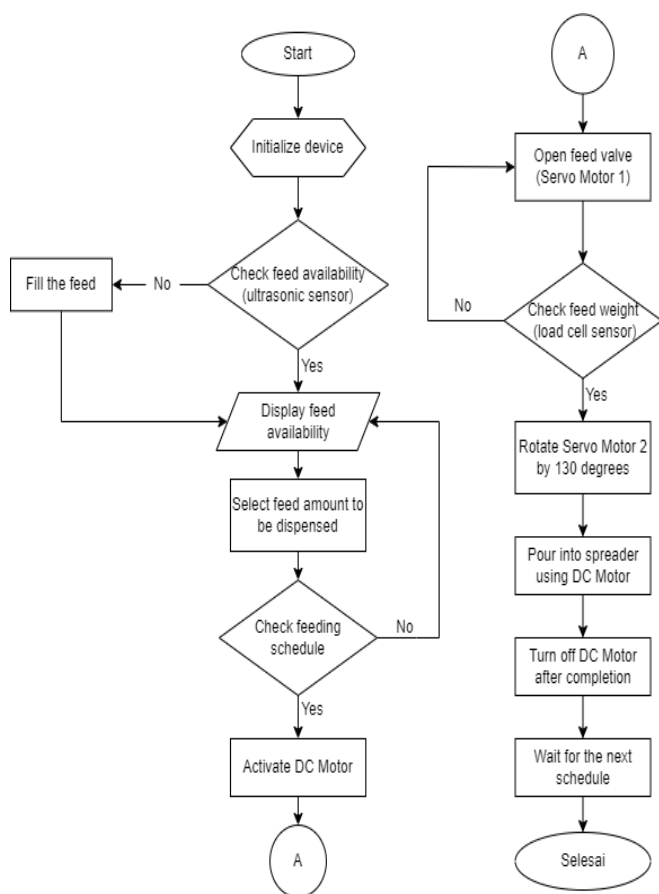 Start
Initialize device
Check feed availability
(ultrasonic sensor)
No
Fill the feed
Yes
Display feed
availability
Select feed amount to
be dispensed
Check feeding
schedule
No
Yes
Activate DC Motor
A
A
Open feed valve
(Servo Motor 1)
Check feed weight
(load cell sensor)
No
Yes
Rotate Servo Motor 2
by 130 degrees
Pour into spreader
using DC Motor
Turn off DC Motor
after completion
Wait for the next
schedule
Selesai